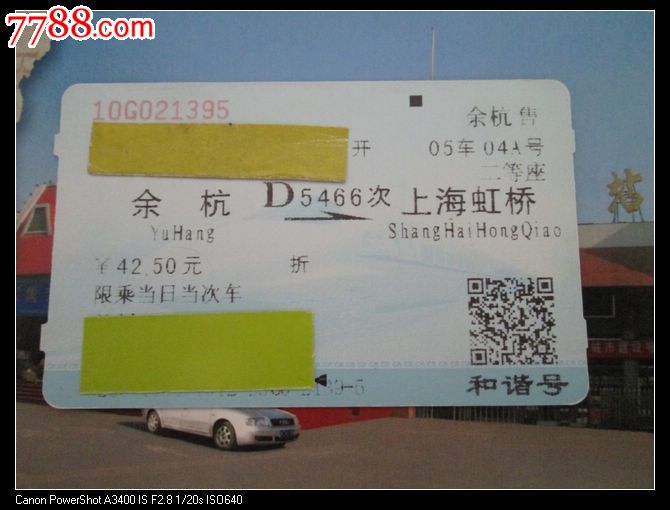 7788.com
10G021395
余杭 售
开
05车 04A号
二等座
余 杭
D5466次
上海虹桥
YuHang
ShangHaiHongQiao
￥42.50元
折
限乘当日当次车
和谐号
站
Canon PowerShot A3400 IS F2.8 1/20s ISO640